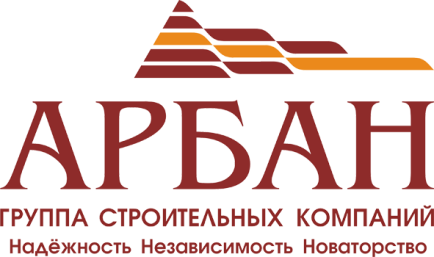 АРБАН
ГРУППА СТРОИТЕЛЬНЫХ КОМПАНИЙ
Надёжность Независимость Новаторство